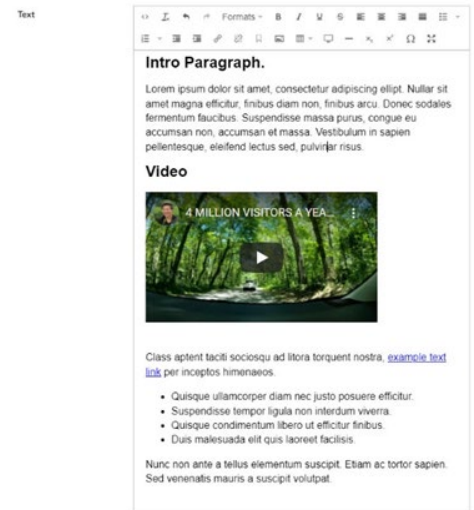 Text
Formats
B I U S
Intro Paragraph.
Lorem ipsum dolor sit amet, consectetur adipiscing ellipt. Nullar sit
amet magna efficitur, finibus diam non, finibus arcu. Donec sodales
fermentum faucibus. Suspendisse massa purus, congue eu
accumsan non, accumsan et massa. Vestibulum in sapien
pellentesque, eleifend lectus sed, pulvinar risus.
Video
4 MILLION VISITORS A YEA...
Class aptent taciti sociosqu ad litora torquent nostra, example text
link per inceptos himenaeos.
• Quisque ullamcorper diam nec justo posuere efficitur.
• Suspendisse tempor ligula non interdum viverra.
• Quisque condimentum libero ut efficitur finibus.
• Duis malesuada elit quis laoreet facilisis.
Nunc non ante a tellus elementum suscipit. Etiam ac tortor sapien.
Sed venenatis mauris a suscipit volutpat.